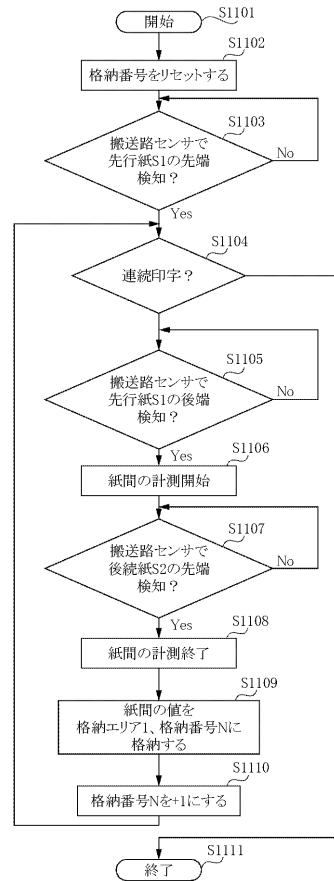 開始
S1101
S1102
格納番号をリセットする
S1103
搬送路センサで
先行紙S1の先端
検知？
No
Yes
S1104
連続印字？
S1105
搬送路センサで
先行紙S1の後端
検知？
No
Yes
S1106
紙間の計測開始
S1107
搬送路センサで
後続紙S2の先端
検知？
No
Yes
S1108
紙間の計測終了
S1109
紙間の値を
格納エリア1、格納番号Nに
格納する
S1110
格納番号Nを+1にする
S1111
終了